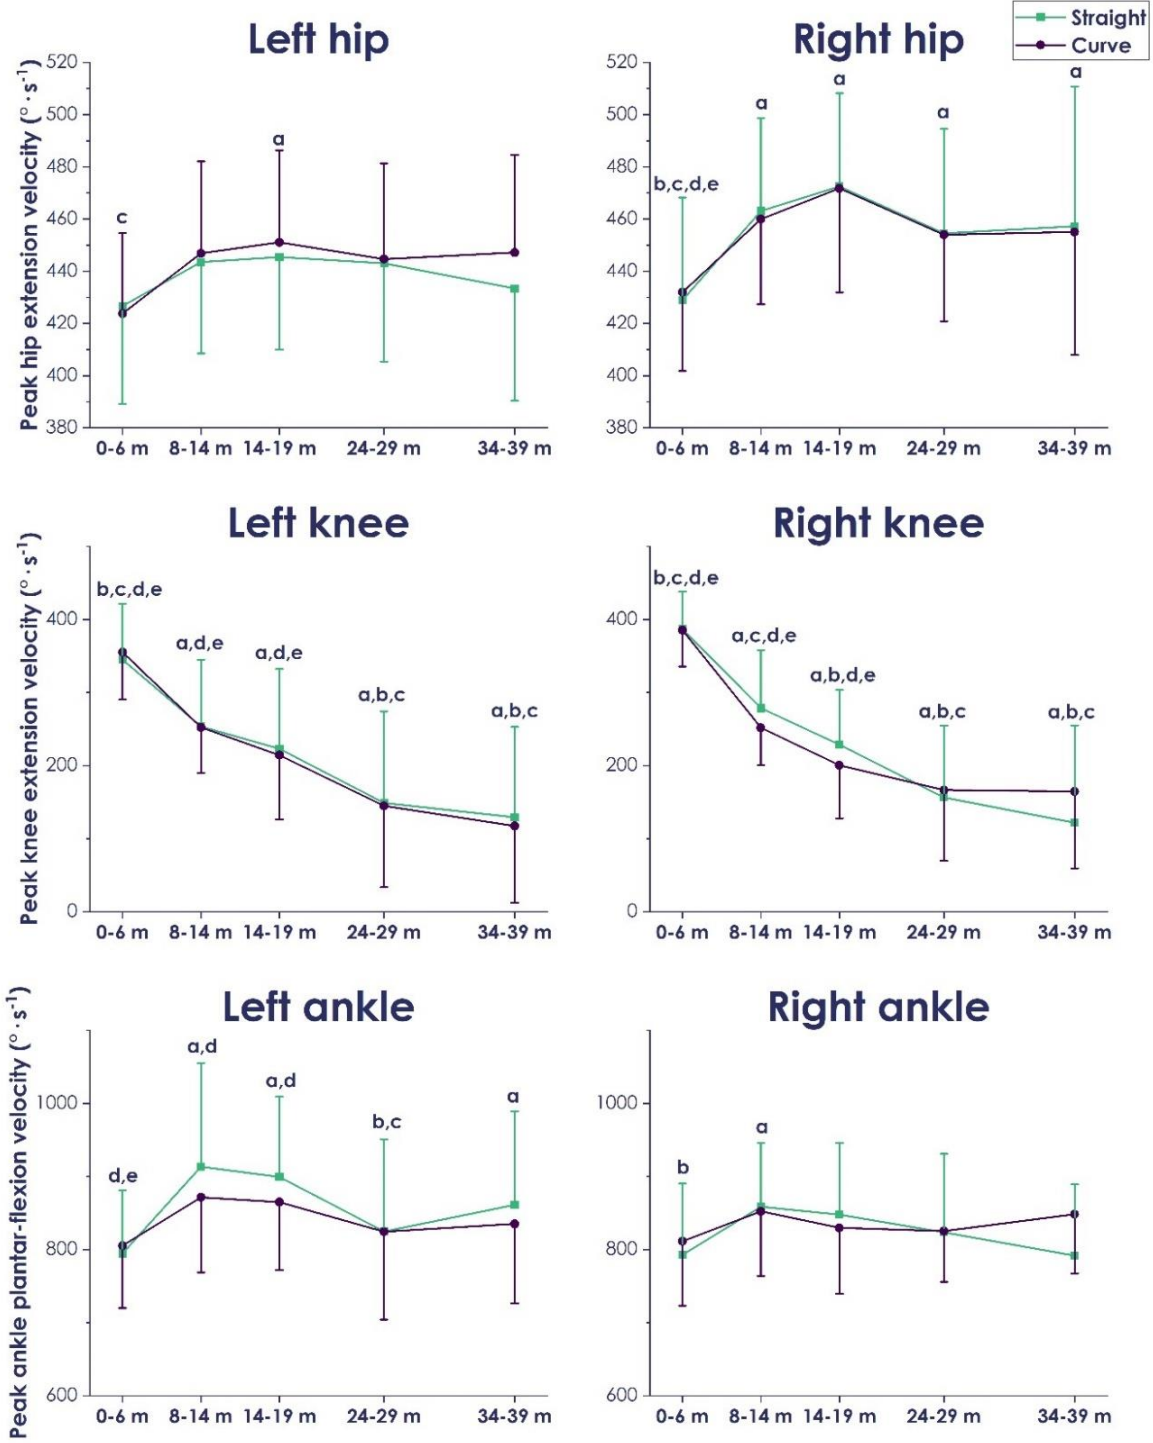 Straight
Curve
Left hip
Right hip
Peak hip extension velocity (°·s⁻¹)
520
500
480
460
440
420
400
380
c
a
0-6 m 8-14 m 14-19 m 24-29 m 34-39 m
520
500
480
460
440
420
400
380
b,c,d,e
a
a
a
a
0-6 m 8-14 m 14-19 m 24-29 m 34-39 m
Left knee
Right knee
Peak knee extension velocity (°·s⁻¹)
400
200
0
b,c,d,e
a,d,e
a,d,e
a,b,c
a,b,c
0-6 m 8-14 m 14-19 m 24-29 m 34-39 m
400
200
0
b,c,d,e
a,c,d,e
a,b,d,e
a,b,c
a,b,c
0-6 m 8-14 m 14-19 m 24-29 m 34-39 m
Left ankle
Right ankle
Peak ankle plantar-flexion velocity (°·s⁻¹)
1000
800
600
d,e
a,d
a,d
b,c
a
0-6 m 8-14 m 14-19 m 24-29 m 34-39 m
1000
800
600
b
a
0-6 m 8-14 m 14-19 m 24-29 m 34-39 m